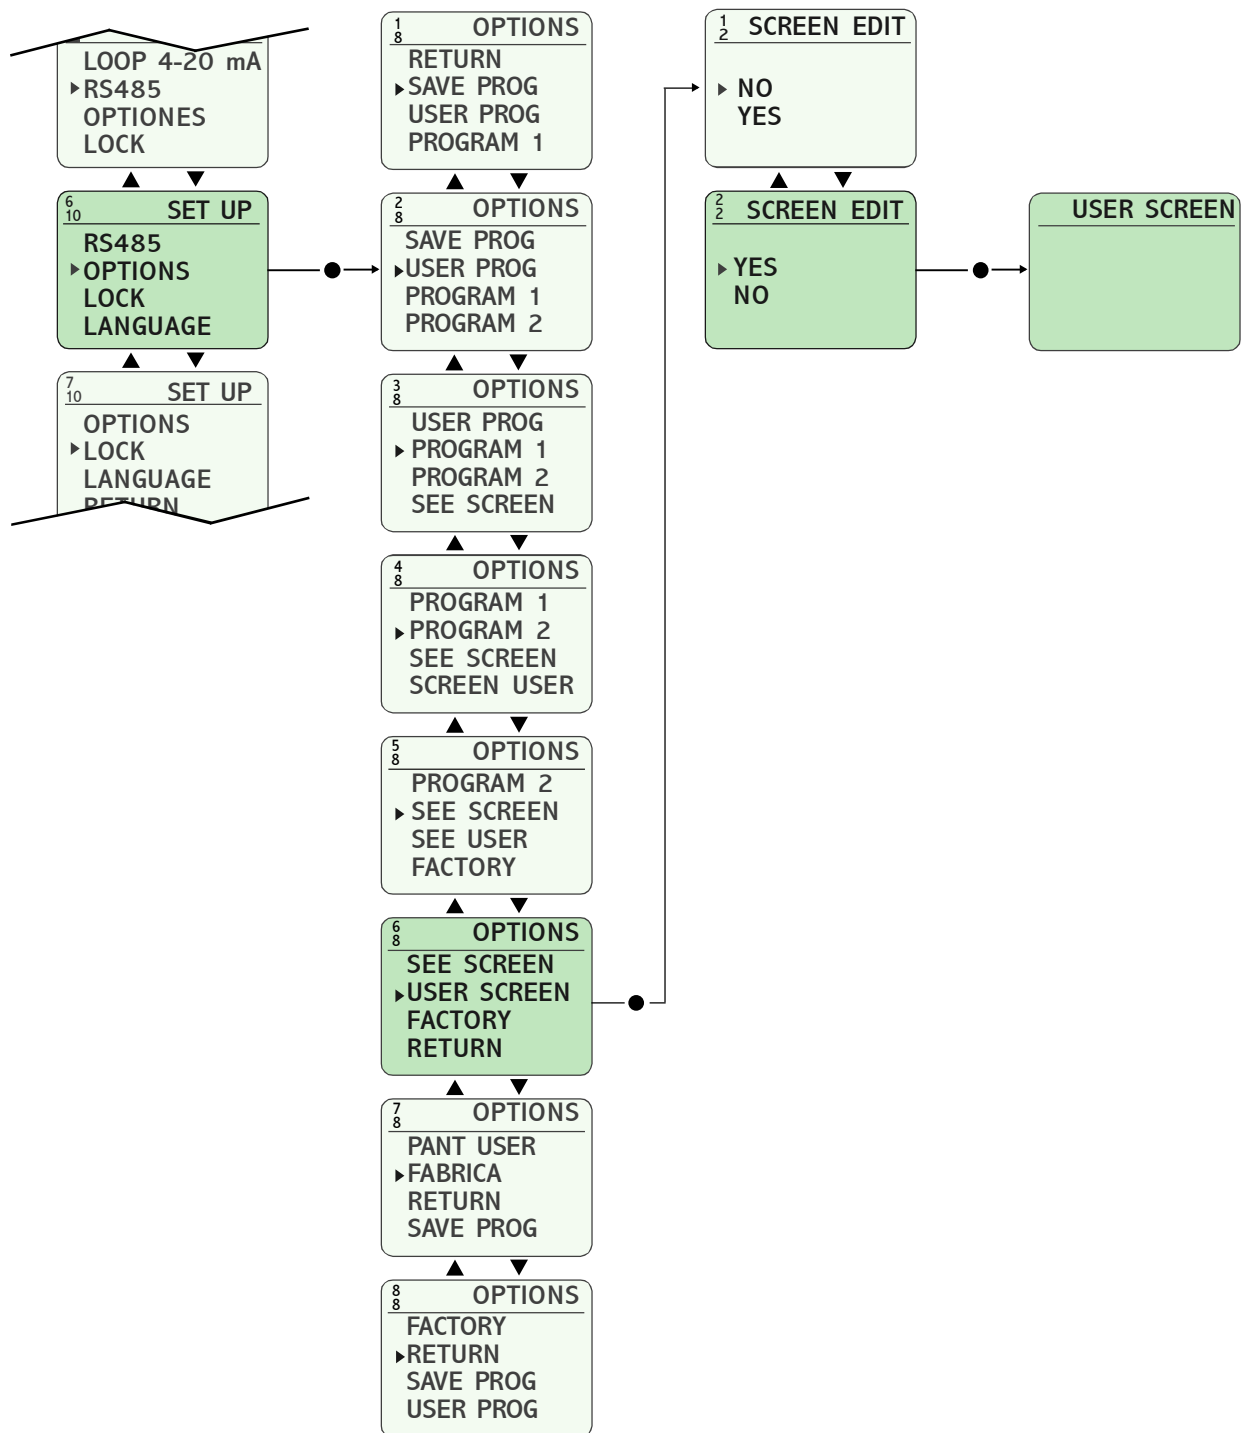 LOOP 4-20 mA
RS485
OPTIONES
LOCK
6
10
SET UP
RS485
OPTIONS
LOCK
LANGUAGE
7
10
SET UP
OPTIONS
LOCK
LANGUAGE
RETURN
1
8
OPTIONS
RETURN
SAVE PROG
USER PROG
PROGRAM 1
2
8
OPTIONS
SAVE PROG
USER PROG
PROGRAM 1
PROGRAM 2
3
8
OPTIONS
USER PROG
PROGRAM 1
PROGRAM 2
SEE SCREEN
4
8
OPTIONS
PROGRAM 1
PROGRAM 2
SEE SCREEN
SCREEN USER
5
8
OPTIONS
PROGRAM 2
SEE SCREEN
SEE USER
FACTORY
6
8
OPTIONS
SEE SCREEN
USER SCREEN
FACTORY
RETURN
7
8
OPTIONS
PANT USER
FABRICA
RETURN
SAVE PROG
8
8
OPTIONS
FACTORY
RETURN
SAVE PROG
USER PROG
1
2
SCREEN EDIT
NO
YES
2
2
SCREEN EDIT
YES
NO
USER SCREEN